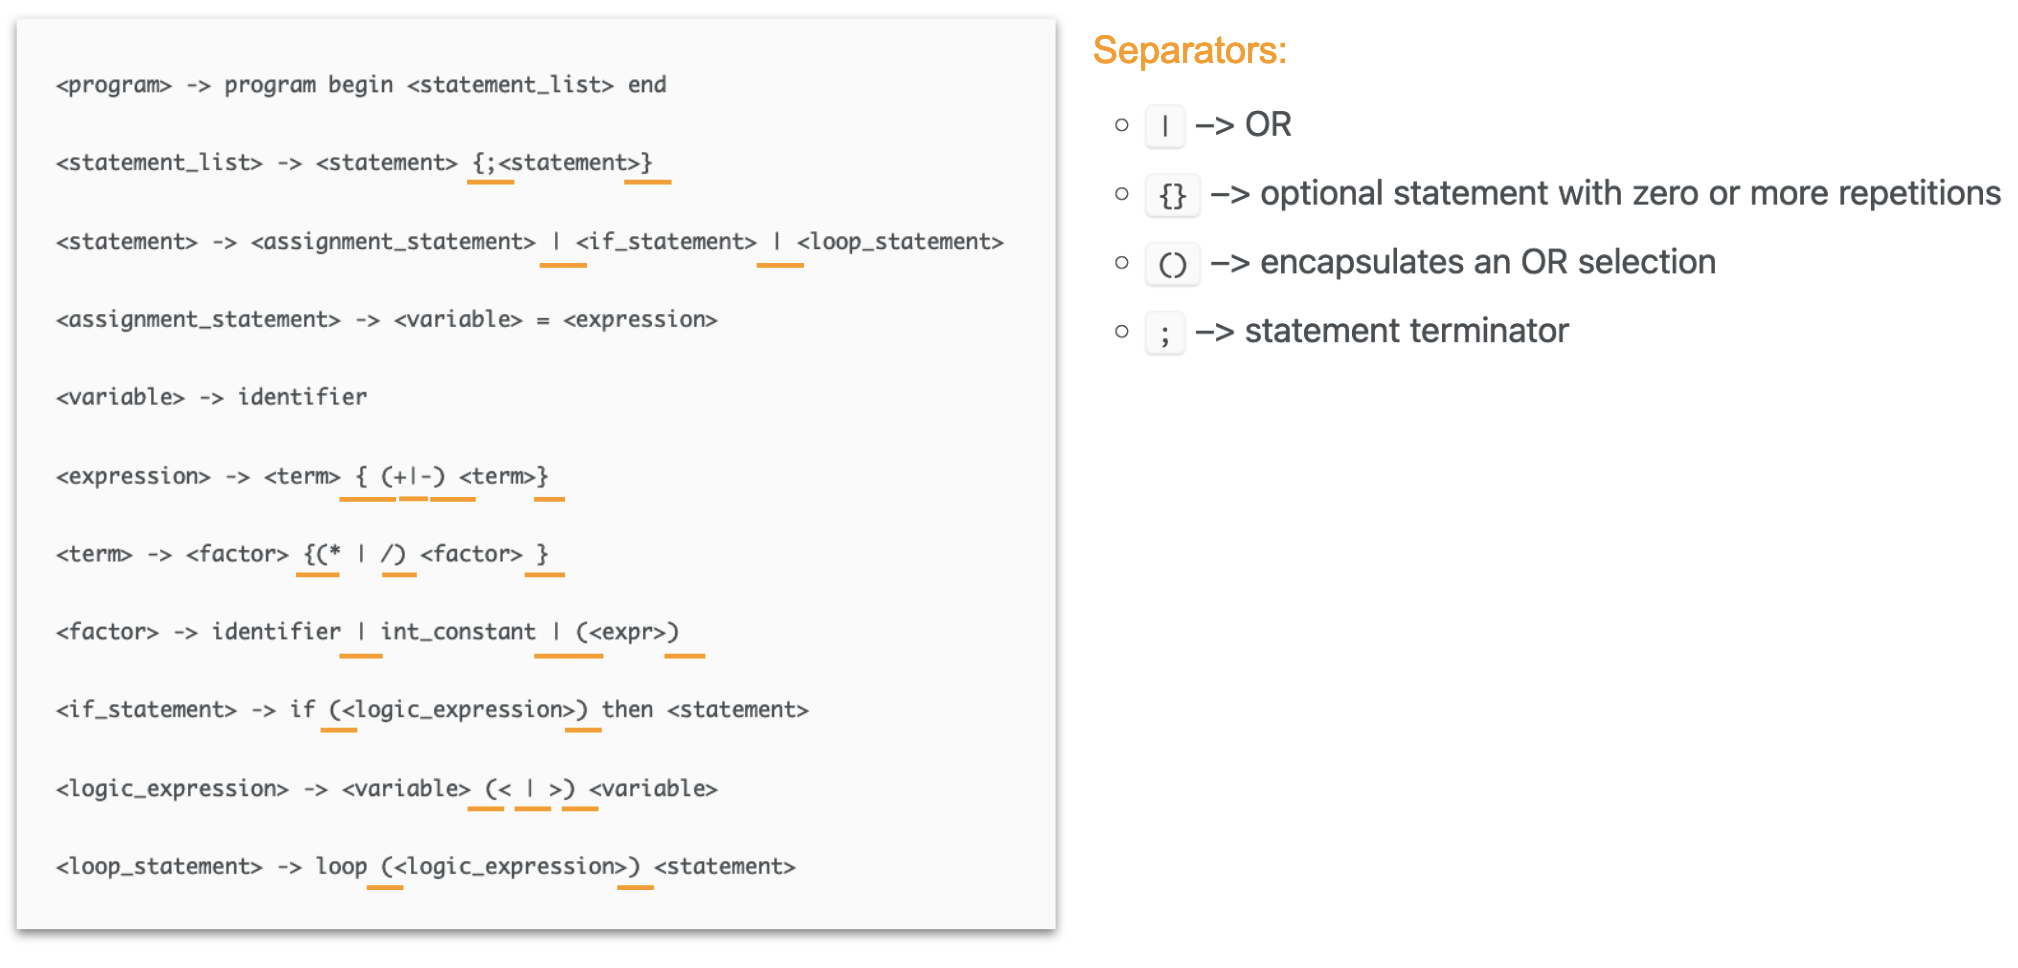 <program> -> program begin <statement_list> end
<statement_list> -> <statement> {;<statement>}
<statement> -> <assignment_statement> | <if_statement> | <loop_statement>
<assignment_statement> -> <variable> = <expression>
<variable> -> identifier
<expression> -> <term> { (+|-) <term>}
<term> -> <factor> {(* | /) <factor> }
<factor> -> identifier | int_constant | (<expr>)
<if_statement> -> if (<logic_expression>) then <statement>
<logic_expression> -> <variable> (< | >) <variable>
<loop_statement> -> loop (<logic_expression>) <statement>
Separators:
| –> OR
{} –> optional statement with zero or more repetitions
() –> encapsulates an OR selection
; –> statement terminator